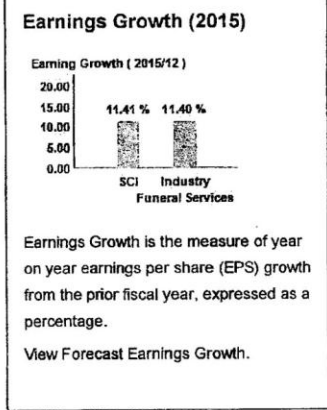 Earnings Growth (2015)
Earning Growth ( 2015/12 )
20.00
15.00
10.00
5.00
0.00
11.41 % 11.40 %
SCI Industry
Funeral Services
Earnings Growth is the measure of year
on year earnings per share (EPS) growth
from the prior fiscal year, expressed as a
percentage.
View Forecast Earnings Growth.